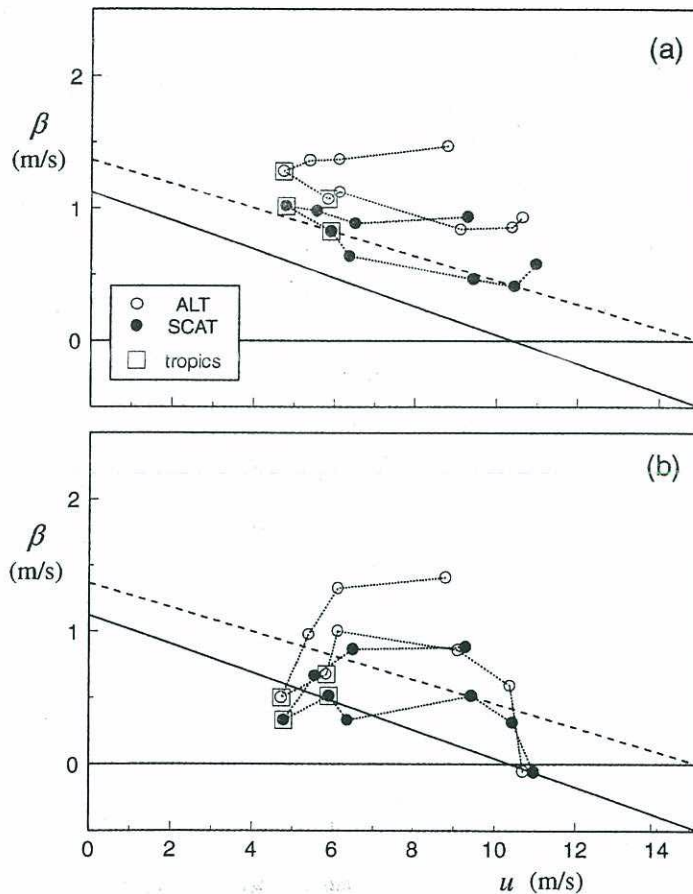 (a)
2
β
(m/s)
1
ALT
SCAT
tropics
0
(b)
2
β
(m/s)
1
0
0 2 4 6 8 10 12 14
u (m/s)